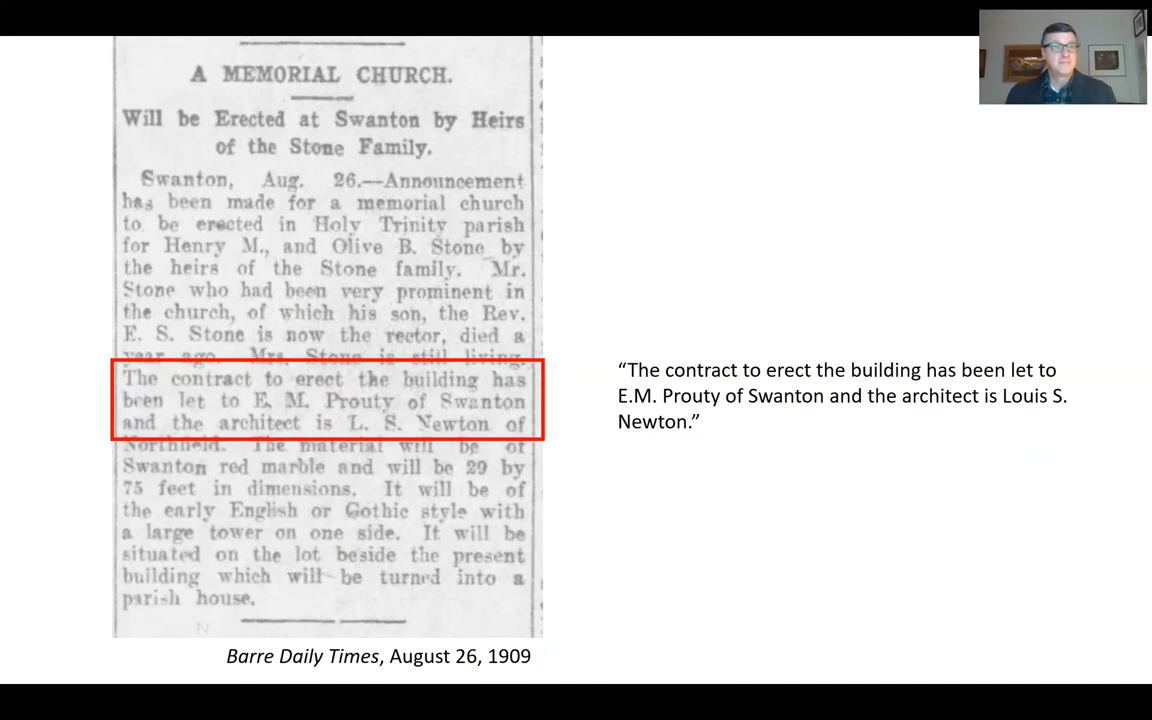 A MEMORIAL CHURCH.
Will be Erected at Swanton by Heirs
of the Stone Family.
Swanton, Aug. 26.—Announcement
has been made for a memorial church
to be erected in Holy Trinity parish
for Henry M., and Olive B. Stone by
the heirs of the Stone family. Mr.
Stone who had been very prominent in
the church, of which his son, the Rev.
E. S. Stone is now the rector, died a
year ago. Mrs. Stone is still living.
The contract to erect the building has
been let to E. M. Prouty of Swanton
and the architect is L. S. Newton of
Northfield. The material will be of
Swanton red marble and will be 29 by
75 feet in dimensions. It will be of
the early English or Gothic style with
a large tower on one side. It will be
situated on the lot beside the present
building which will be turned into a
parish house.
Barre Daily Times, August 26, 1909
“The contract to erect the building has been let to
E.M. Prouty of Swanton and the architect is Louis S.
Newton.”